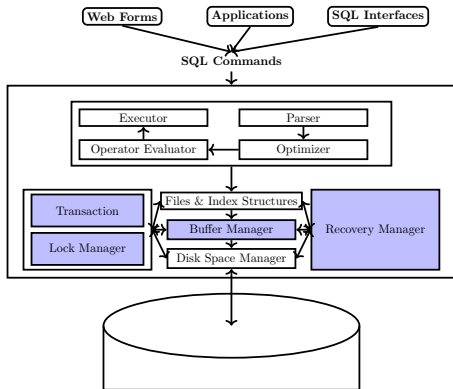 Web Forms
Applications
SQL Interfaces
SQL Commands
Executor
Parser
Operator Evaluator
Optimizer
Files & Index Structures
Transaction
Buffer Manager
Recovery Manager
Lock Manager
Disk Space Manager